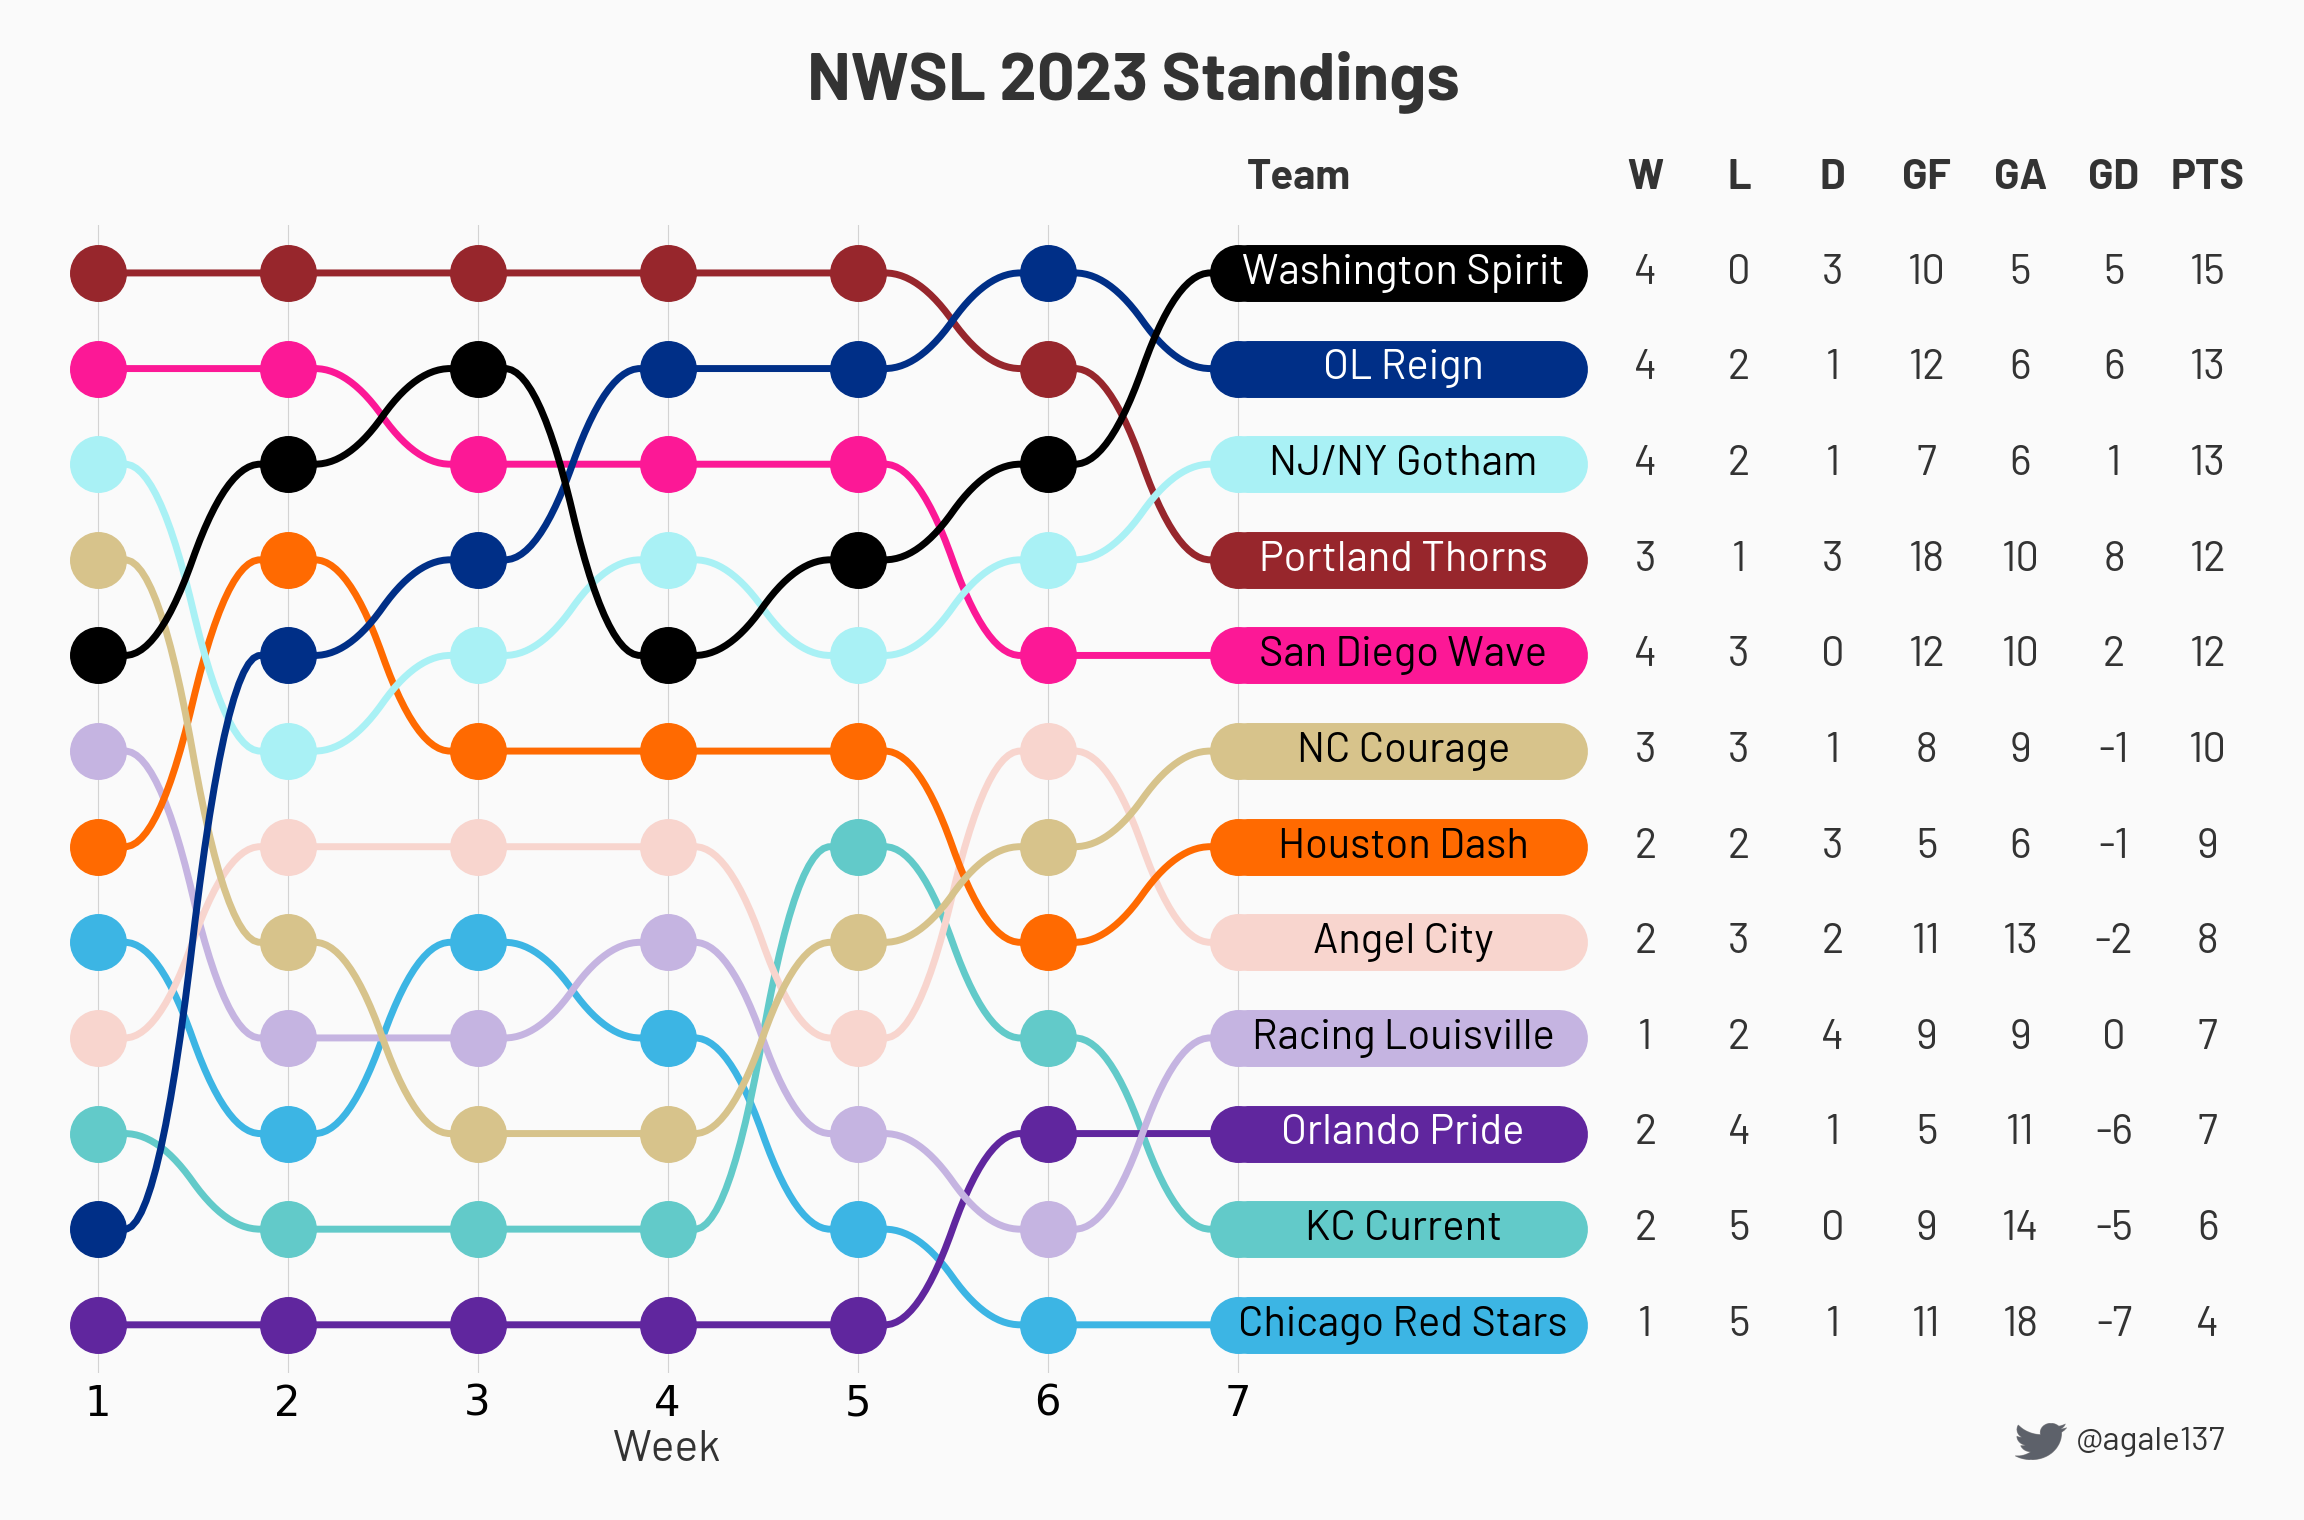 NWSL 2023 Standings
Team W L D GF GA GD PTS
Washington Spirit 4 0 3 10 5 5 15
OL Reign 4 2 1 12 6 6 13
NJ/NY Gotham 4 2 1 7 6 1 13
Portland Thorns 3 1 3 18 10 8 12
San Diego Wave 4 3 0 12 10 2 12
NC Courage 3 3 1 8 9 -1 10
Houston Dash 2 2 3 5 6 -1 9
Angel City 2 3 2 11 13 -2 8
Racing Louisville 1 2 4 9 9 0 7
Orlando Pride 2 4 1 5 11 -6 7
KC Current 2 5 0 9 14 -5 6
Chicago Red Stars 1 5 1 11 18 -7 4
1 2 3 4 5 6 7
Week
@agale137